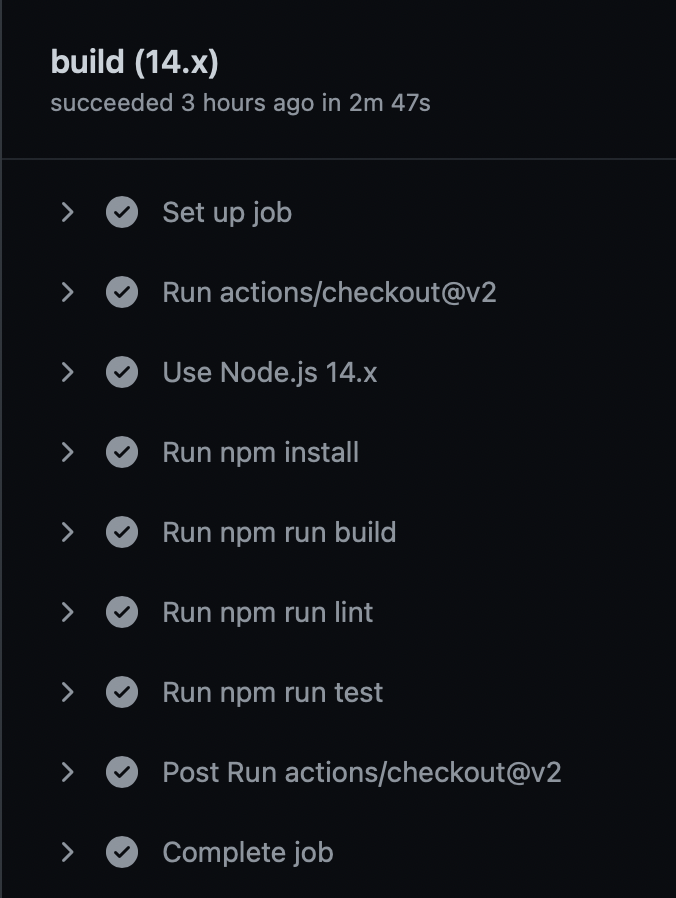 build (14.x)
succeeded 3 hours ago in 2m 47s
Set up job
Run actions/checkout@v2
Use Node.js 14.x
Run npm install
Run npm run build
Run npm run lint
Run npm run test
Post Run actions/checkout@v2
Complete job